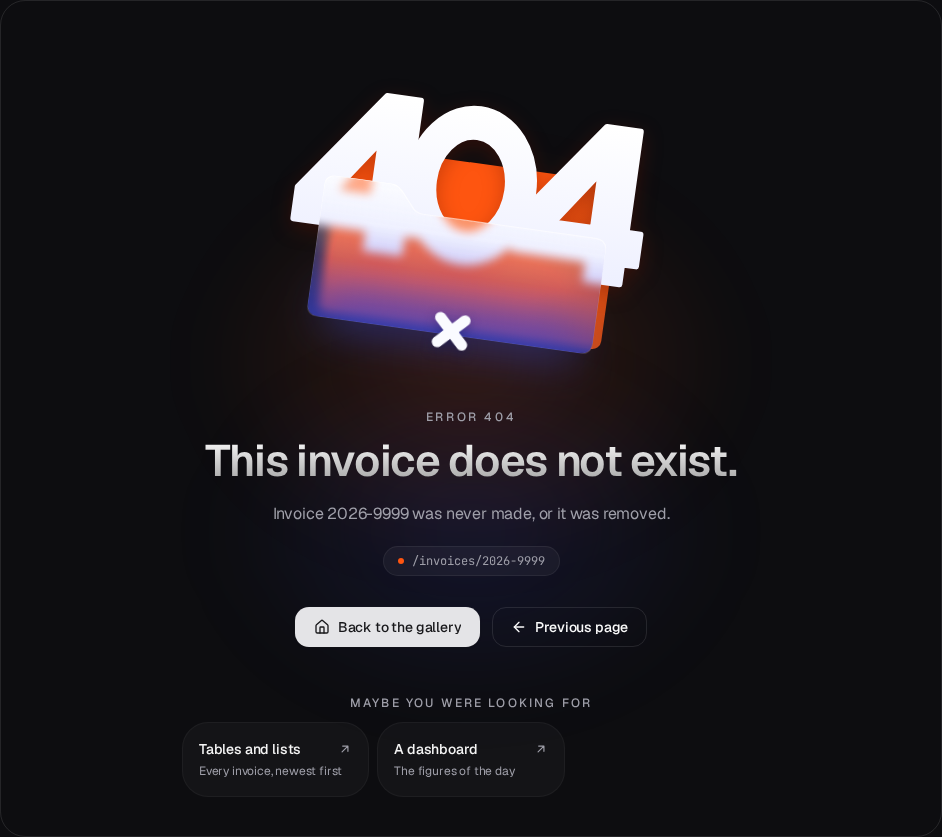 404
ERROR 404
This invoice does not exist.
Invoice 2026-9999 was never made, or it was removed.
/invoices/2026-9999
Back to the gallery
Previous page
MAYBE YOU WERE LOOKING FOR
Tables and lists
Every invoice, newest first
A dashboard
The figures of the day